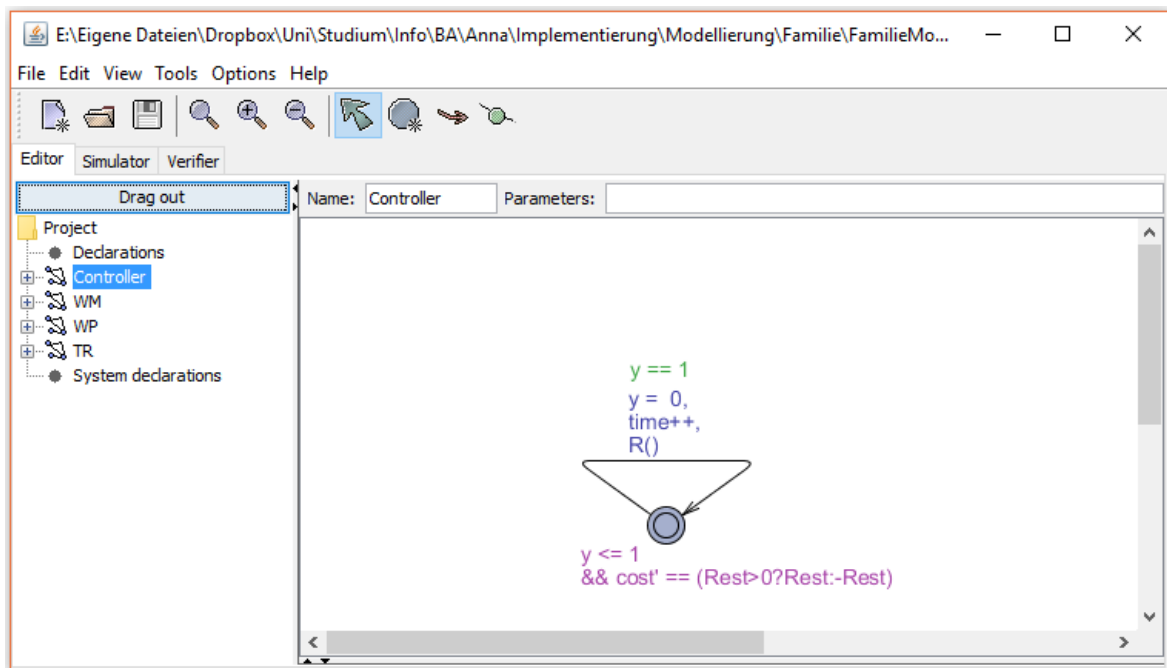 E:\Eigene Dateien\Dropbox\Uni\Studium\Info\BA\Anna\Implementierung\Modellierung\Familie\FamilieMo...
File Edit View Tools Options Help
Editor Simulator Verifier
Drag out
Name: Controller Parameters:
Project
Declarations
Controller
WM
WP
TR
System declarations
y == 1
y = 0,
time++,
R()
y <= 1
&& cost' == (Rest>0?Rest:-Rest)